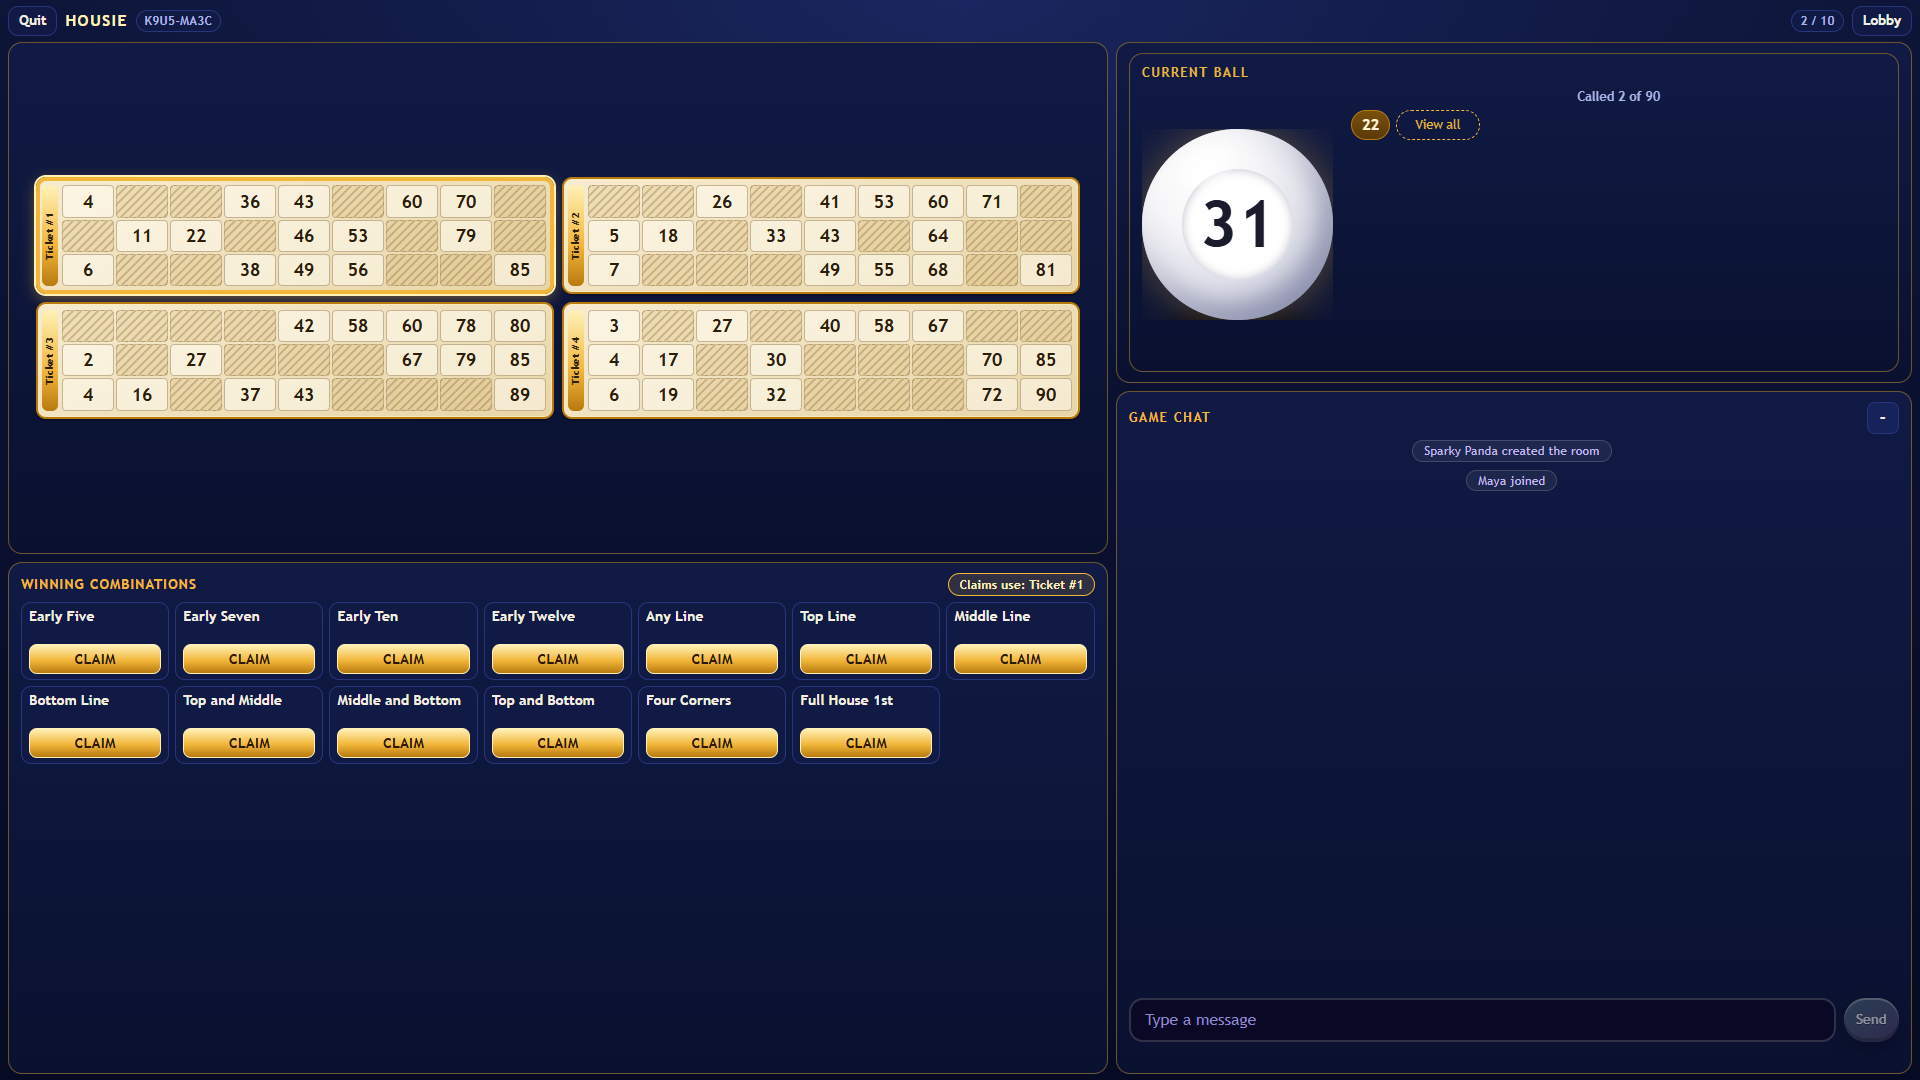 Quit HOUSIE K9U5-MA3C 2 / 10 Lobby
Ticket #1
4 36 43 60 70
11 22 46 53 79
6 38 49 56 85
Ticket #2
26 41 53 60 71
5 18 33 43 64
7 49 55 68 81
Ticket #3
42 58 60 78 80
2 27 67 79 85
4 16 37 43 89
Ticket #4
3 27 40 58 67
4 17 30 70 85
6 19 32 72 90
WINNING COMBINATIONS Claims use: Ticket #1
Early Five Early Seven Early Ten Early Twelve Any Line Top Line Middle Line
CLAIM CLAIM CLAIM CLAIM CLAIM CLAIM CLAIM
Bottom Line Top and Middle Middle and Bottom Top and Bottom Four Corners Full House 1st
CLAIM CLAIM CLAIM CLAIM CLAIM CLAIM
CURRENT BALL
Called 2 of 90
22 View all
31
GAME CHAT -
Sparky Panda created the room
Maya joined
Type a message Send